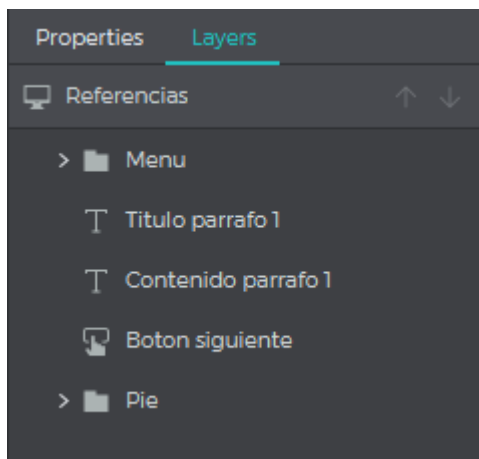 Properties Layers
Referencias
Menu
Titulo parrafo 1
Contenido parrafo 1
Boton siguiente
Pie